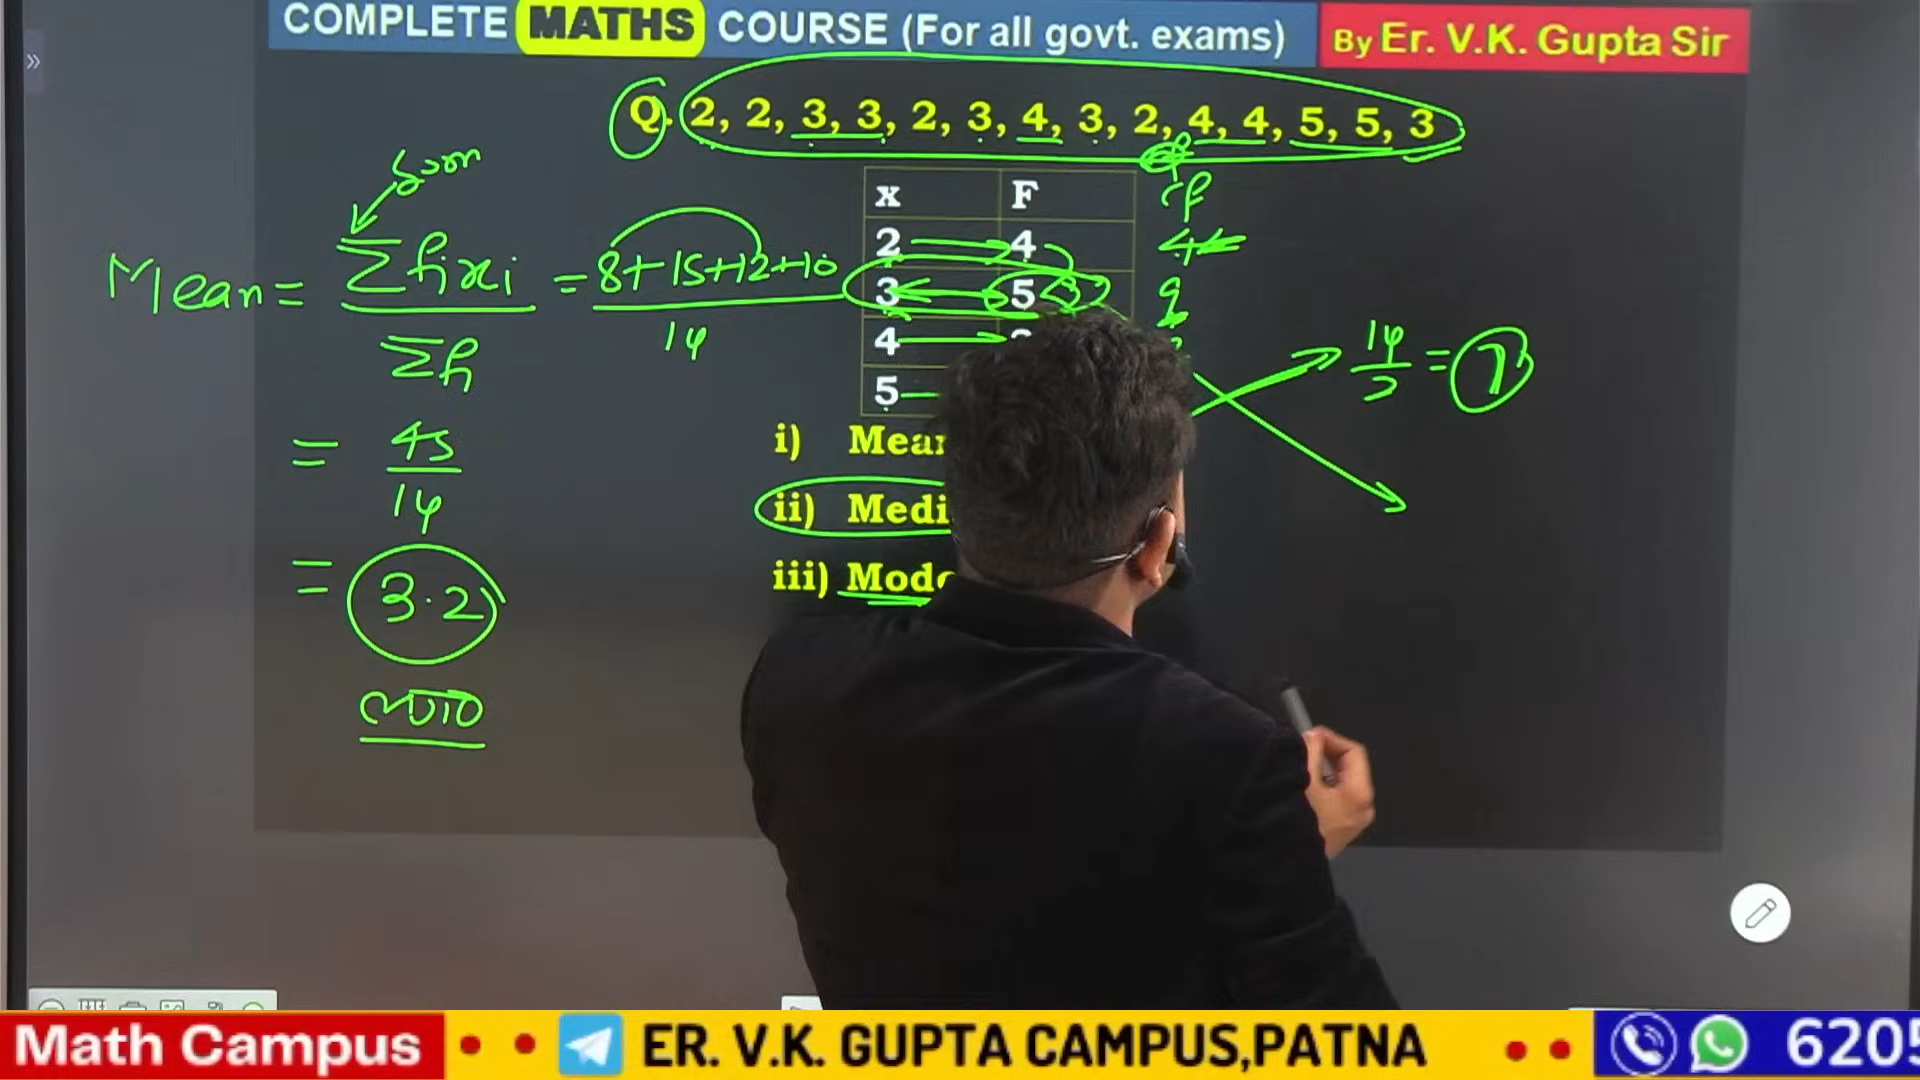 COMPLETE MATHS COURSE (For all govt. exams) By Er. V.K. Gupta Sir
Q. 2, 2, 3, 3, 2, 3, 4, 3, 2, 4, 4, 5, 5, 3
x F
cf
2 4 4
3 5 9
4
5
Mean = Σfixi / Σfi = 8+15+12+10 / 14
= 45 / 14
= 3.2
14 / 2 = 7
i) Mean
ii) Medi
iii) Mode
Math Campus
ER. V.K. GUPTA CAMPUS,PATNA
6205